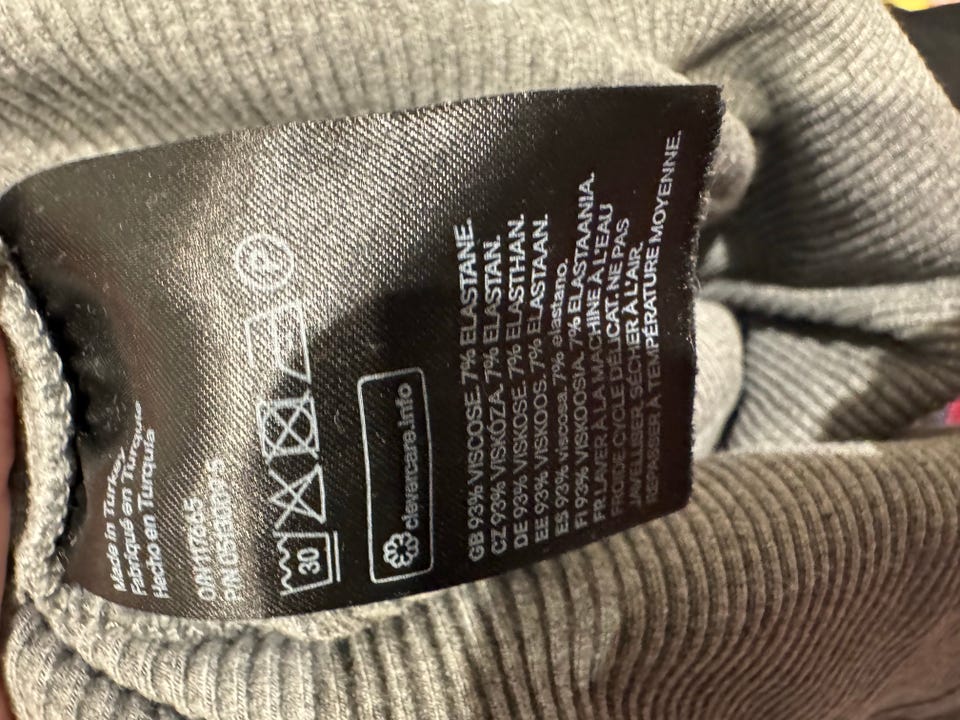 Made in Turkey
Fabriqué en Turquie
Hecho en Turquía
30
P
clevercare.info
GB 93% VISCOSE. 7% ELASTANE.
CZ 93% VISKÓZA. 7% ELASTAN.
DE 93% VISKOSE. 7% ELASTHAN.
EE 93% VISKOOS. 7% ELASTAAN.
ES 93% viscosa. 7% elastano.
FI 93% VISKOOSIA. 7% ELASTAANIA.
FR LAVER À LA MACHINE À L'EAU
FROIDE CYCLE DÉLICAT. NE PAS
JAVELLISER. SÉCHER À L'AIR.
REPASSER À TEMPÉRATURE MOYENNE.